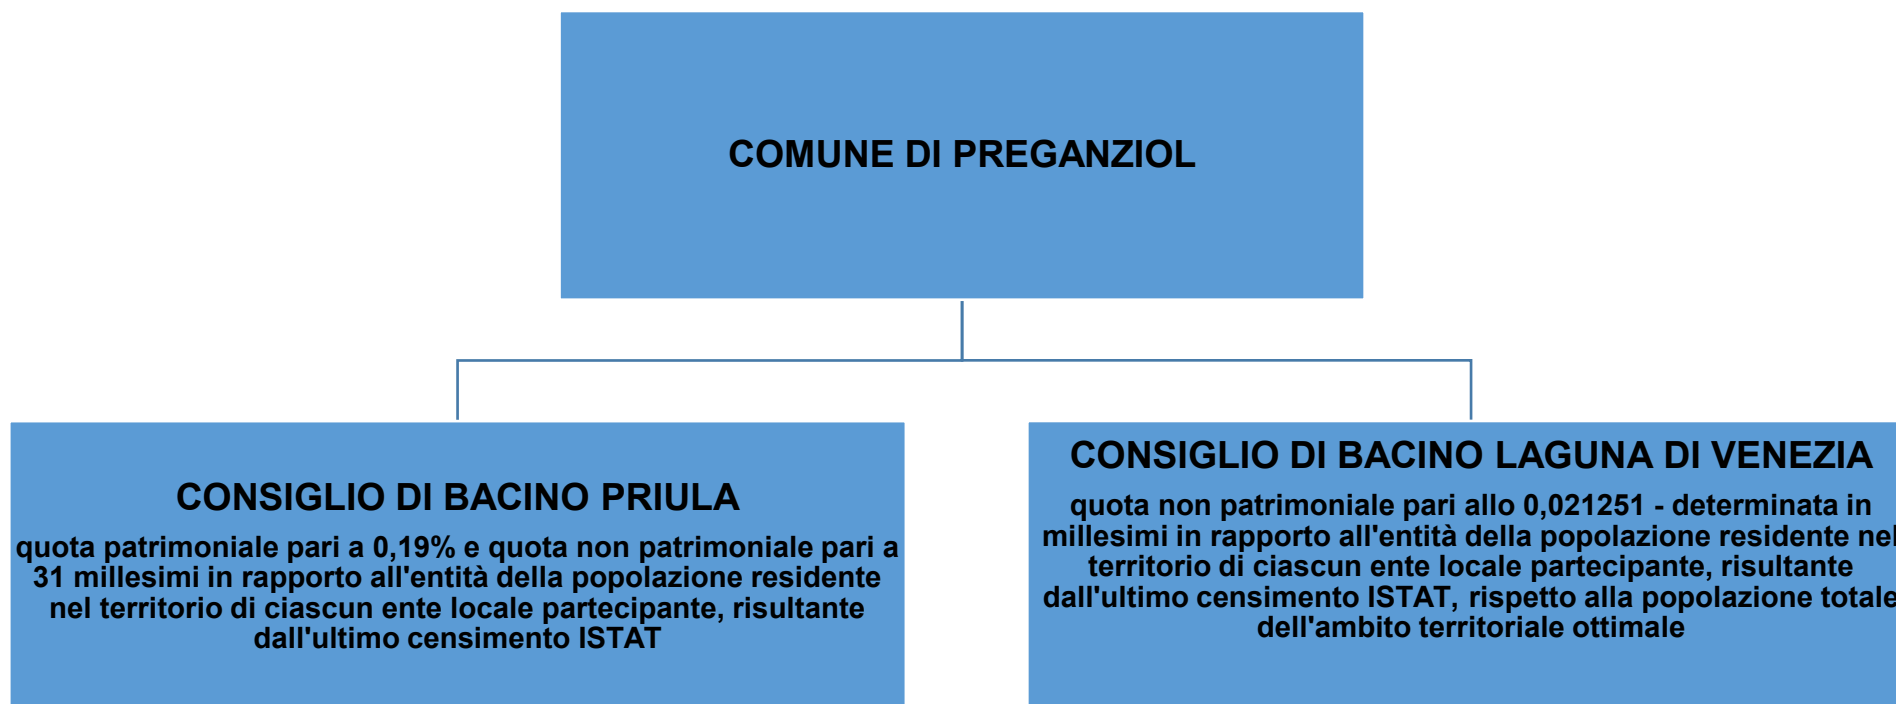 COMUNE DI PREGANZIOL
CONSIGLIO DI BACINO PRIULA
quota patrimoniale pari a 0,19% e quota non patrimoniale pari a
31 millesimi in rapporto all'entità della popolazione residente
nel territorio di ciascun ente locale partecipante, risultante
dall'ultimo censimento ISTAT
CONSIGLIO DI BACINO LAGUNA DI VENEZIA
quota non patrimoniale pari allo 0,021251 - determinata in
millesimi in rapporto all'entità della popolazione residente nel
territorio di ciascun ente locale partecipante, risultante
dall'ultimo censimento ISTAT, rispetto alla popolazione totale
dell'ambito territoriale ottimale